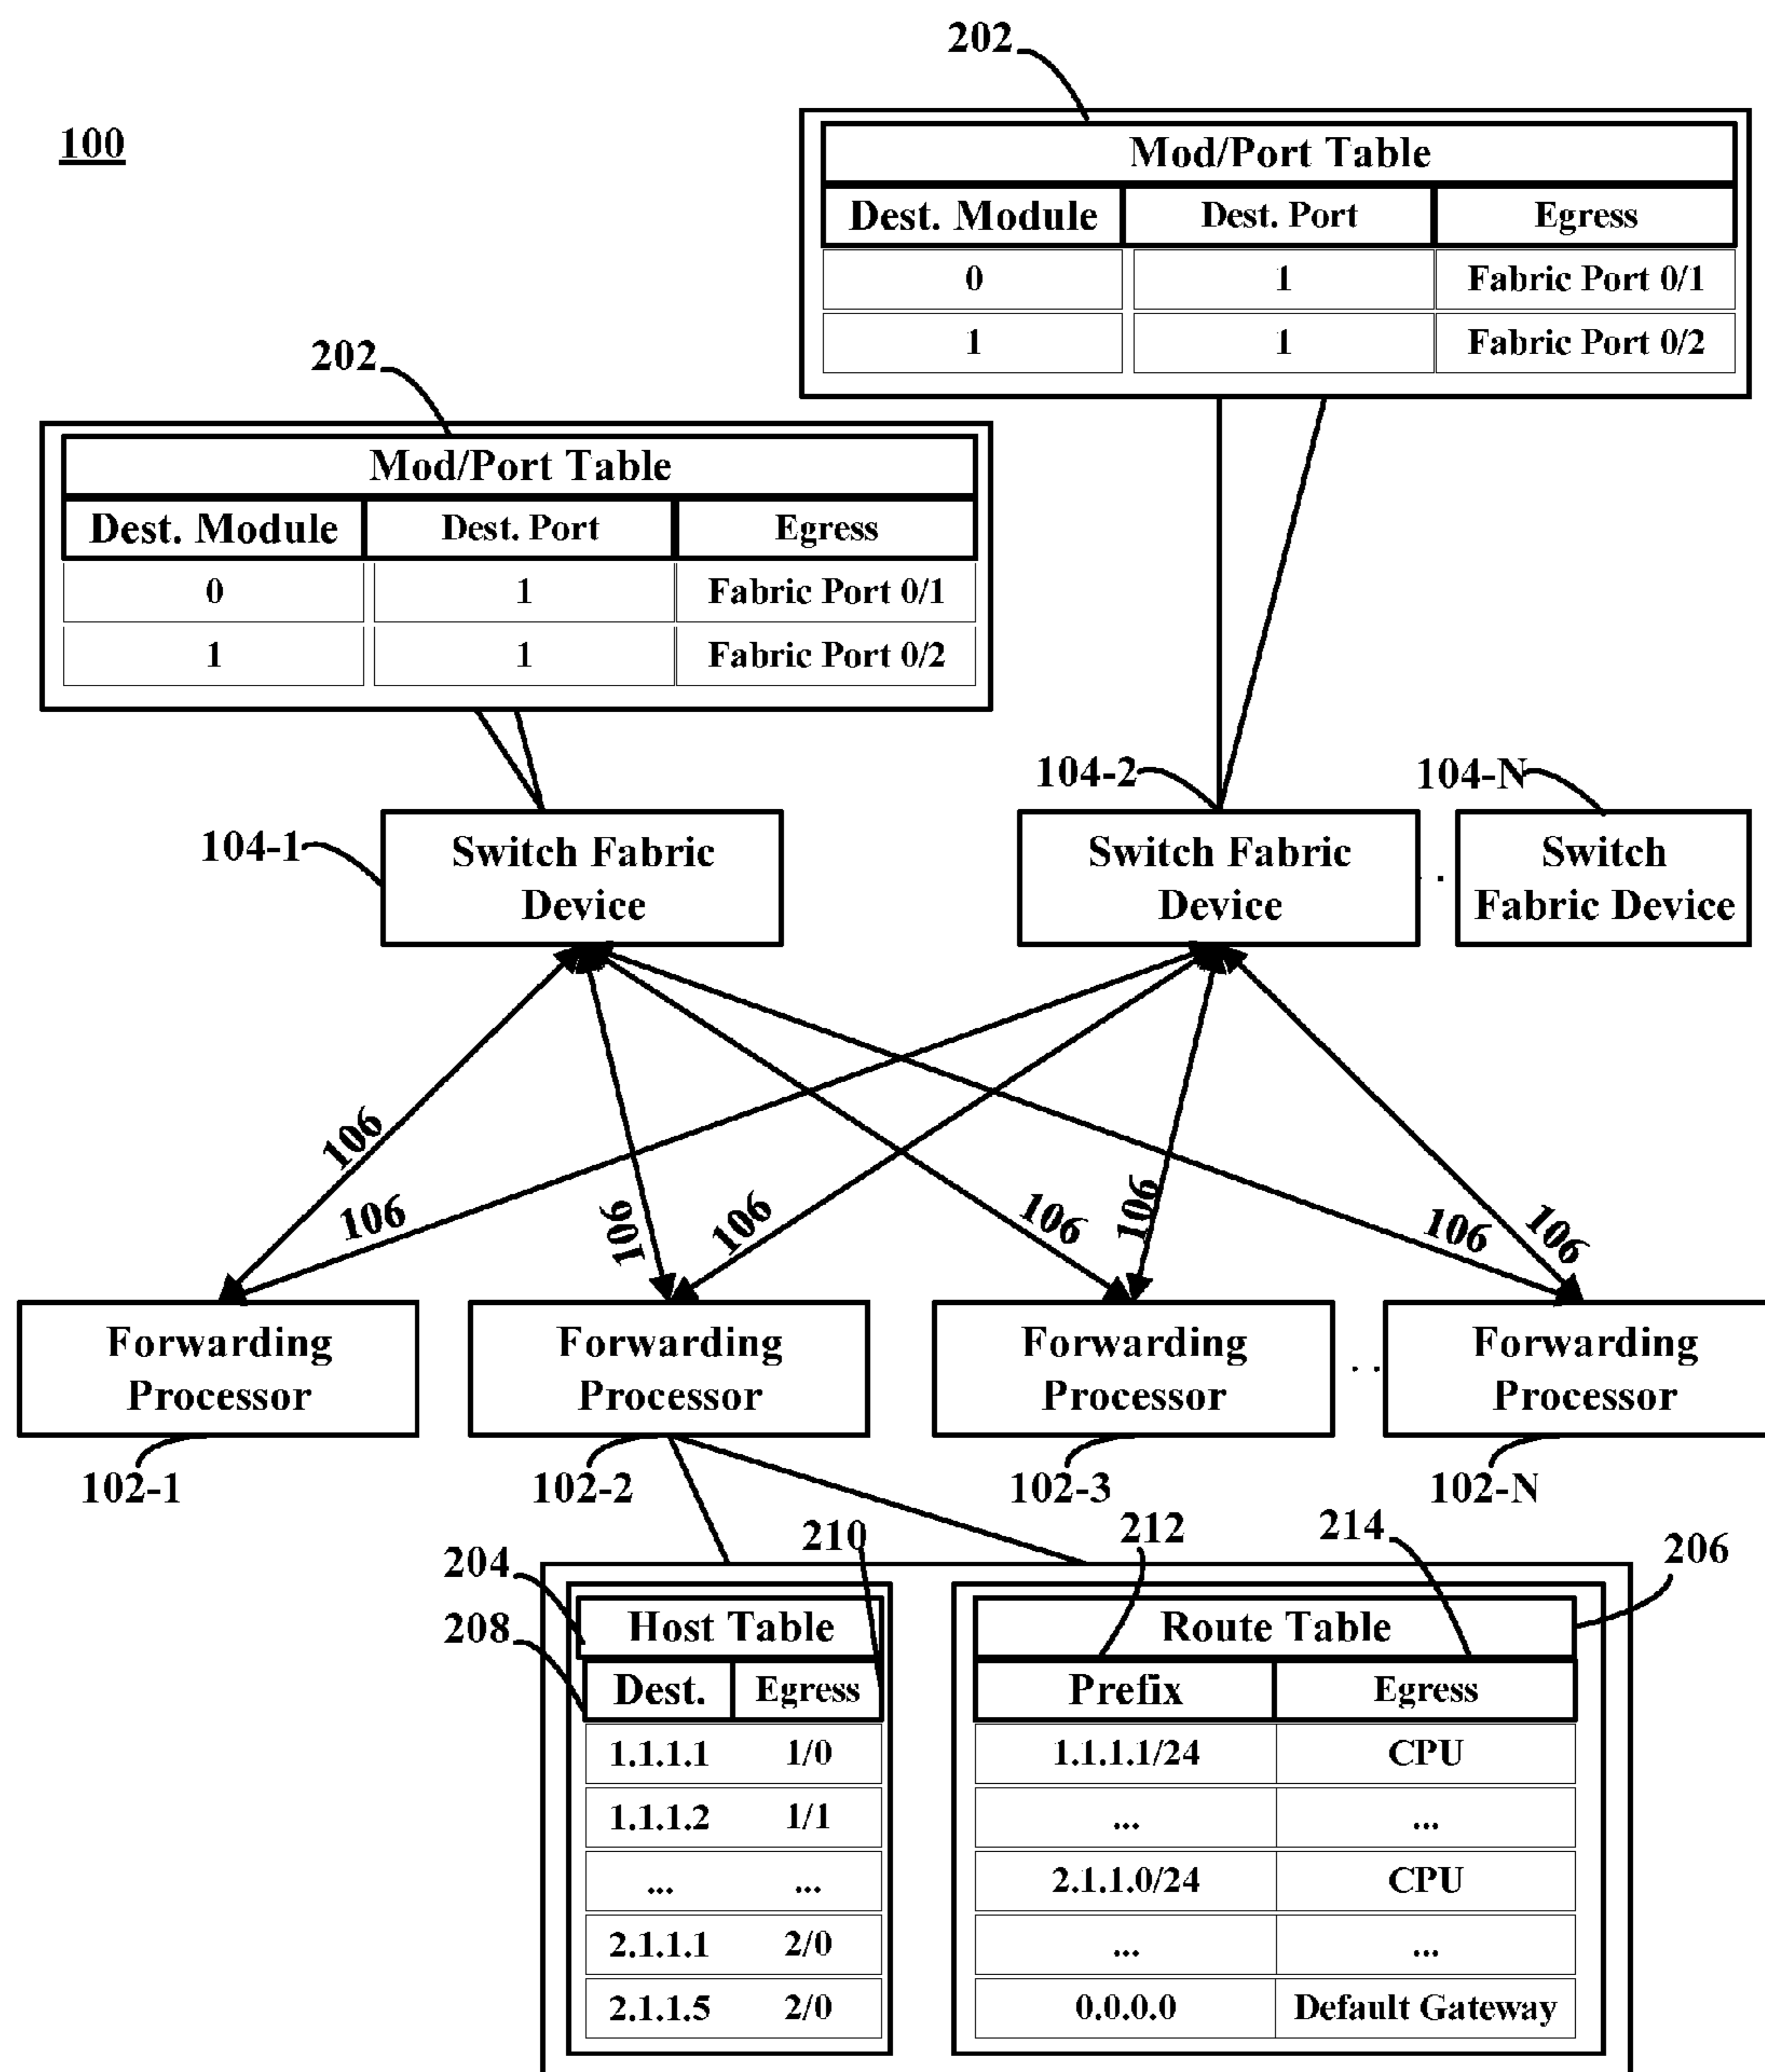 202
100
Mod/Port Table
Dest. Module Dest. Port Egress
0 1 Fabric Port 0/1
1 1 Fabric Port 0/2
202
Mod/Port Table
Dest. Module Dest. Port Egress
0 1 Fabric Port 0/1
1 1 Fabric Port 0/2
104-2 104-N
104-1
Switch Fabric
Device
Switch Fabric
Device
. .
Switch
Fabric Device
106
106
106
106
106
106
106
106
Forwarding
Processor
Forwarding
Processor
Forwarding
Processor
. .
Forwarding
Processor
102-1 102-2 102-3 102-N
210 212 214 206
204
208
Host Table
Dest. Egress
1.1.1.1 1/0
1.1.1.2 1/1
... ...
2.1.1.1 2/0
2.1.1.5 2/0
Route Table
Prefix Egress
1.1.1.1/24 CPU
... ...
2.1.1.0/24 CPU
... ...
0.0.0.0 Default Gateway